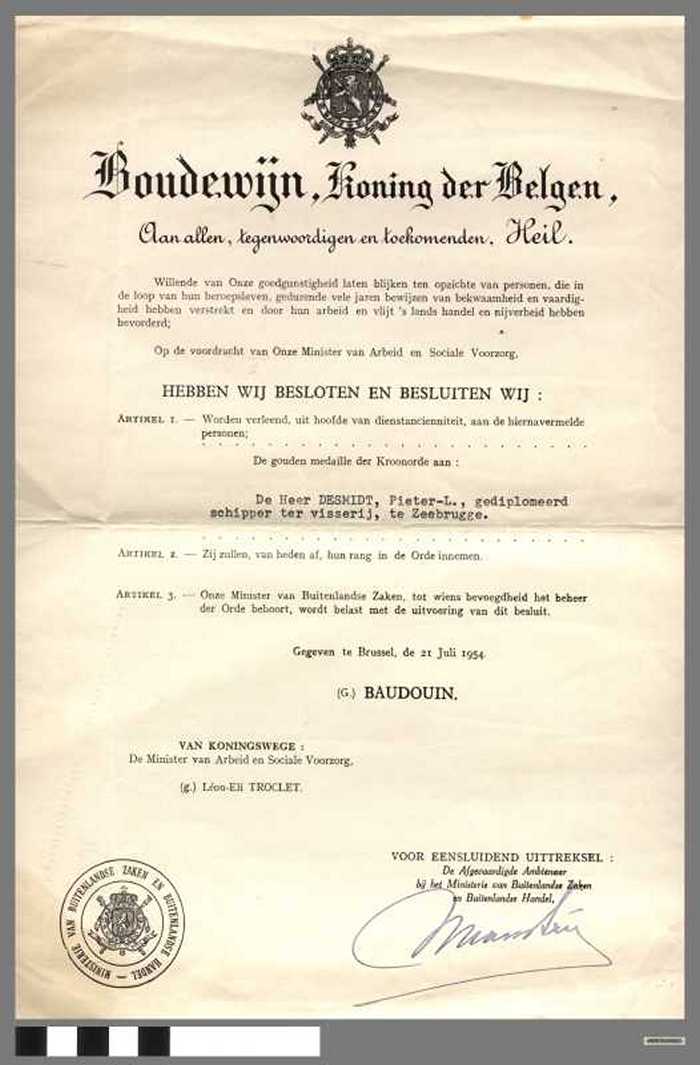 Boudewijn, Koning der Belgen,
Aan allen, tegenwoordigen en toekomenden, Heil.
Willende van Onze goedgunstigheid laten blijken ten opzichte van personen, die in
de loop van hun beroepsleven, gedurende vele jaren bewijzen van bekwaamheid en vaardig-
heid hebben verstrekt en door hun arbeid en vlijt 's lands handel en nijverheid hebben
bevorderd;
Op de voordracht van Onze Minister van Arbeid en Sociale Voorzorg,
HEBBEN WIJ BESLOTEN EN BESLUITEN WIJ :
ARTIKEL 1. — Worden verleend, uit hoofde van dienstancienniteit, aan de hiernavermelde
personen;
De gouden medaille der Kroonorde aan :
De Heer DESMIDT, Pieter-L., gediplomeerd
schipper ter visserij, te Zeebrugge.
ARTIKEL 2. — Zij zullen, van heden af, hun rang in de Orde innemen.
ARTIKEL 3. — Onze Minister van Buitenlandse Zaken, tot wiens bevoegdheid het beheer
der Orde behoort, wordt belast met de uitvoering van dit besluit.
Gegeven te Brussel, de 21 Juli 1954.
(G.) BAUDOUIN.
VAN KONINGSWEGE :
De Minister van Arbeid en Sociale Voorzorg,
(g.) Léon-Eli TROCLET.
VOOR EENSLUIDEND UITTREKSEL :
De Afgevaardigde Ambtenaar
bij het Ministerie van Buitenlandse Zaken
en Buitenlandse Handel,
MINISTERIE VAN BUITENLANDSE ZAKEN EN BUITENLANDSE HANDEL